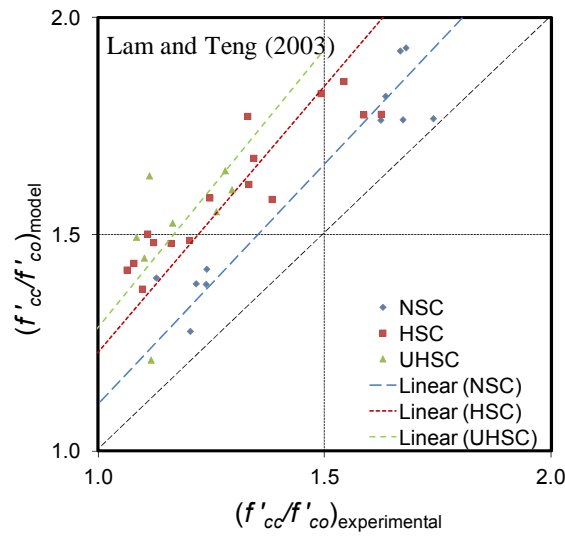 Lam and Teng (2003)
2.0
1.5
1.0
(f'cc/f'co)model
NSC
HSC
UHSC
Linear (NSC)
Linear (HSC)
Linear (UHSC)
1.0 1.5 2.0
(f'cc/f'co)experimental